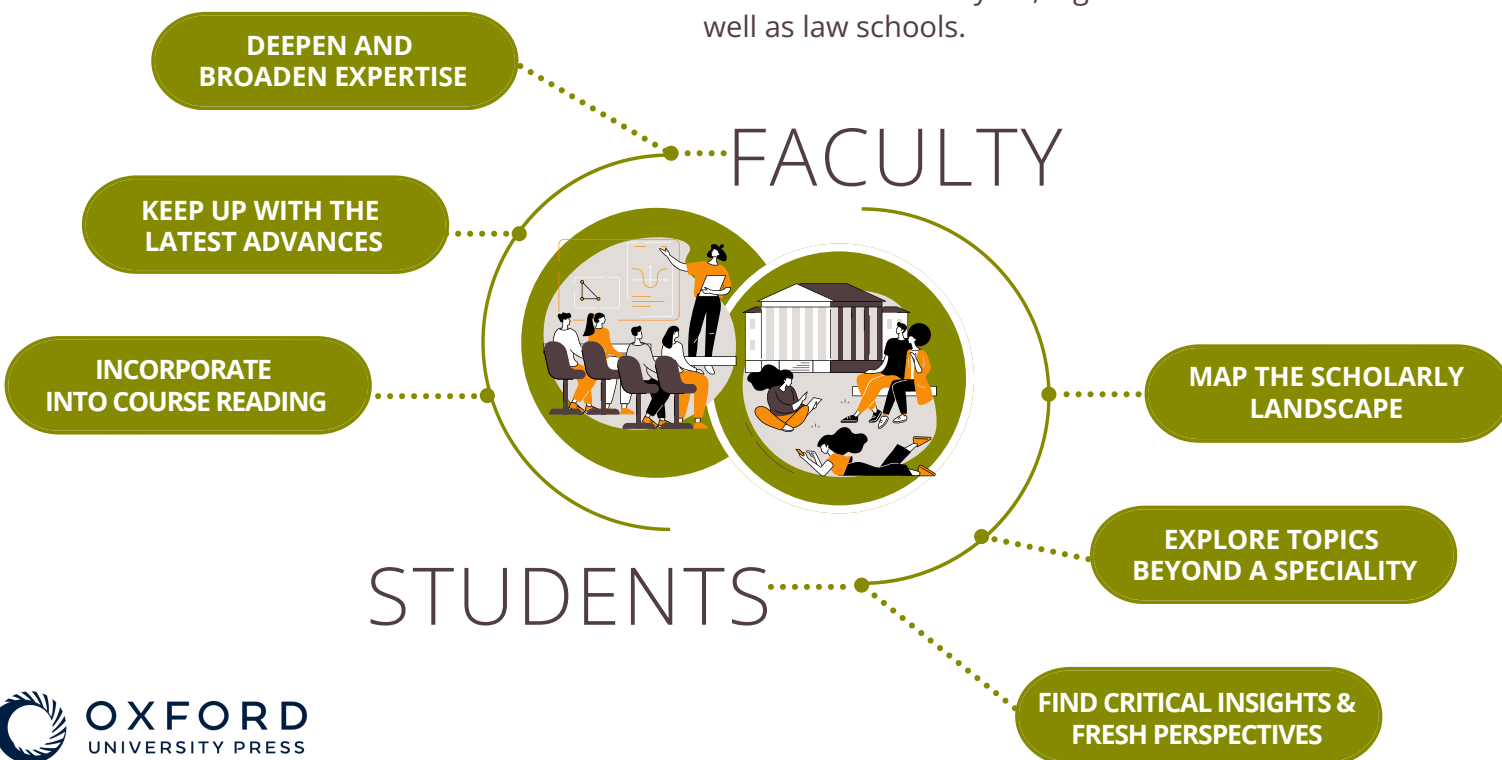 well as law schools.
DEEPEN AND
BROADEN EXPERTISE
FACULTY
KEEP UP WITH THE
LATEST ADVANCES
INCORPORATE
INTO COURSE READING
MAP THE SCHOLARLY
LANDSCAPE
EXPLORE TOPICS
BEYOND A SPECIALITY
STUDENTS
FIND CRITICAL INSIGHTS &
FRESH PERSPECTIVES
OXFORD
UNIVERSITY PRESS